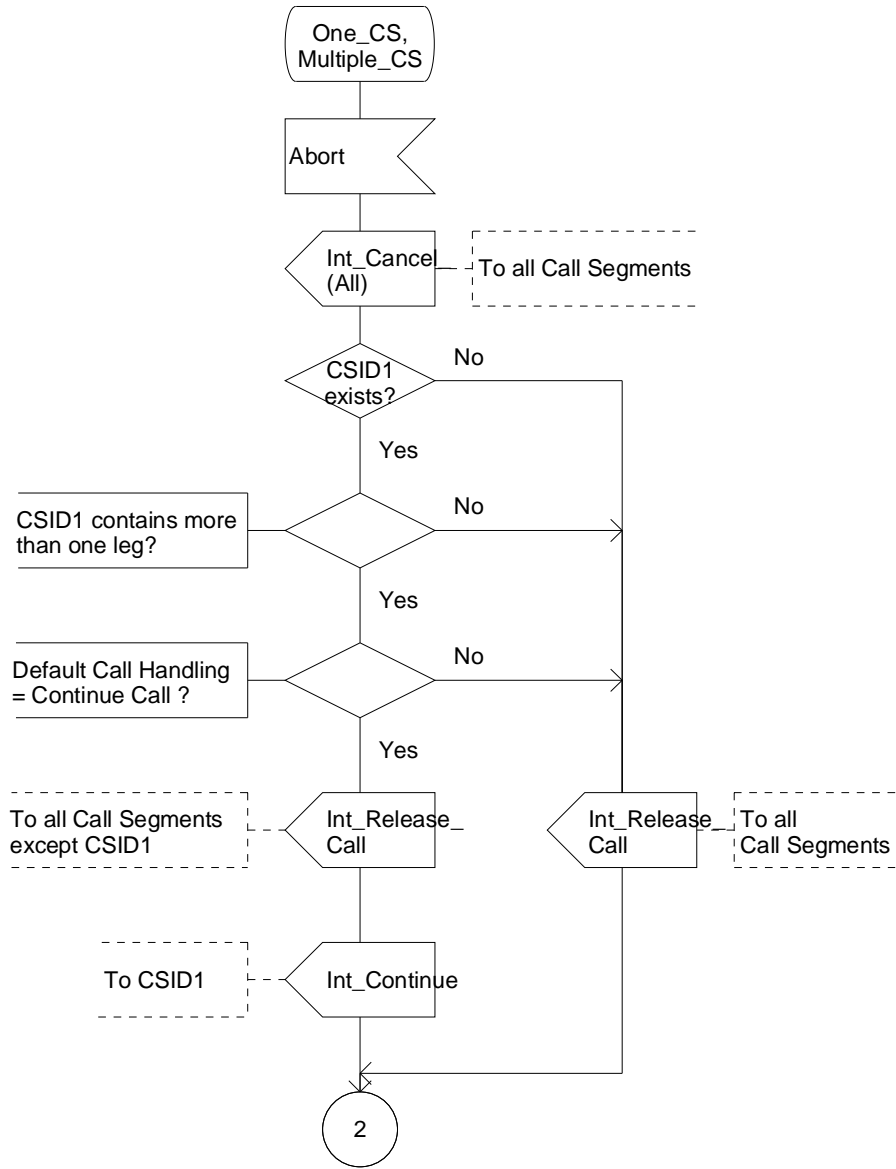 One_CS,
Multiple_CS
Abort
Int_Cancel_
(All)
To all Call Segments
CSID1
exists?
No
Yes
CSID1 contains more
than one leg?
No
Yes
Default Call Handling
= Continue Call ?
No
Yes
To all Call Segments
except CSID1
Int_Release_
Call
Int_Release_
Call
To all
Call Segments
To CSID1
Int_Continue
2